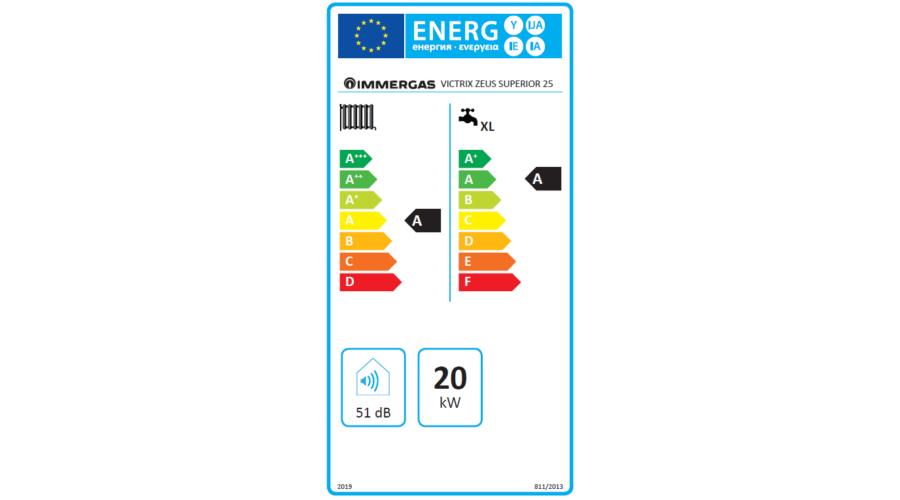 ENERG Y IJA
енергия · ενεργεια IE IA
IMMERGAS VICTRIX ZEUS SUPERIOR 25
XL
A+++
A++
A+
A
B
C
D
A
A+
A
B
C
D
E
F
A
51 dB
20
kW
2019
811/2013